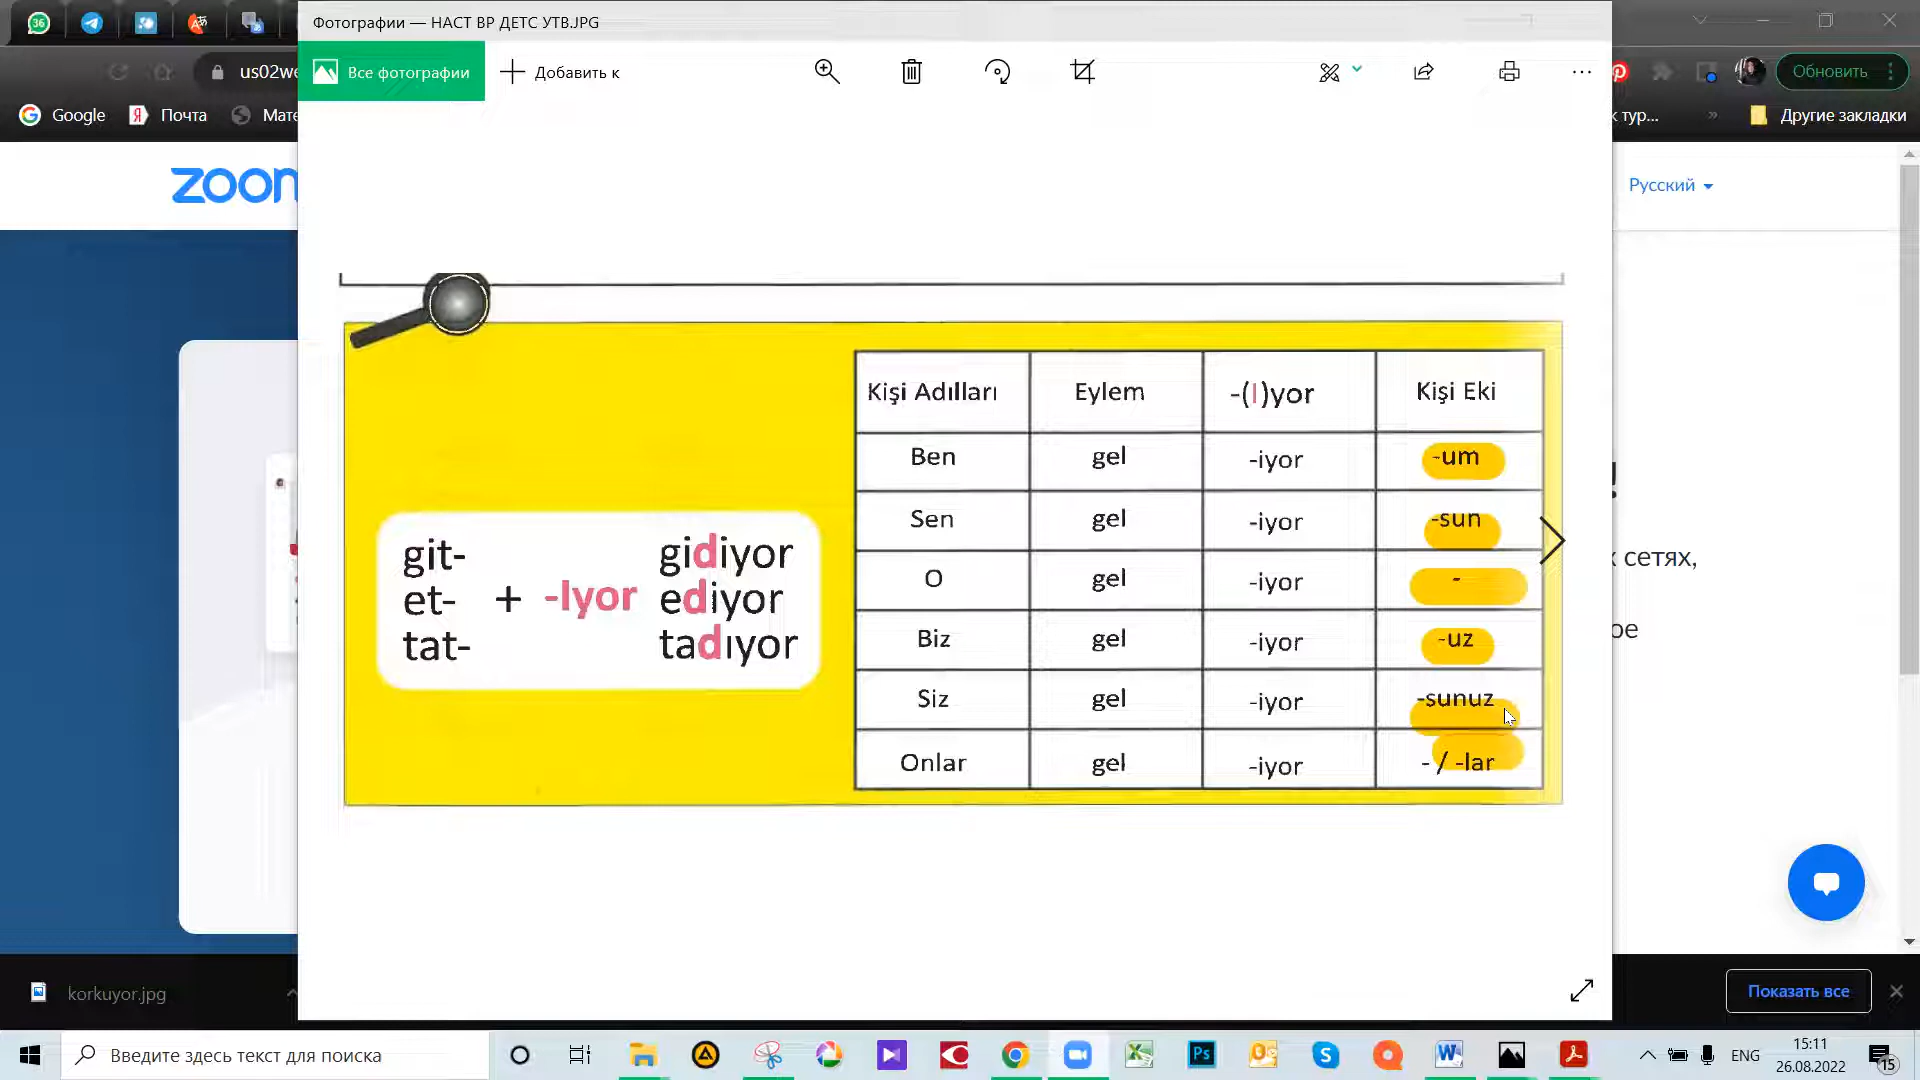 36
Фотографии — НАСТ ВР ДЕТС УТВ.JPG
Все фотографии
Добавить к
us02we
Обновить
Google
Почта
Мате
к тур...
»
Другие закладки
zoom
Русский
Kişi Adılları Eylem -(I)yor Kişi Eki
Ben gel -iyor -um
Sen gel -iyor -sun
O gel -iyor -
Biz gel -iyor -uz
Siz gel -iyor -sunuz
Onlar gel -iyor - / -lar
git-
et-
tat-
+ -Iyor
gidiyor
ediyor
tadıyor
!
х сетях,
ое
korkuyor.jpg
Показать все
Введите здесь текст для поиска
ENG
15:11
26.08.2022
15